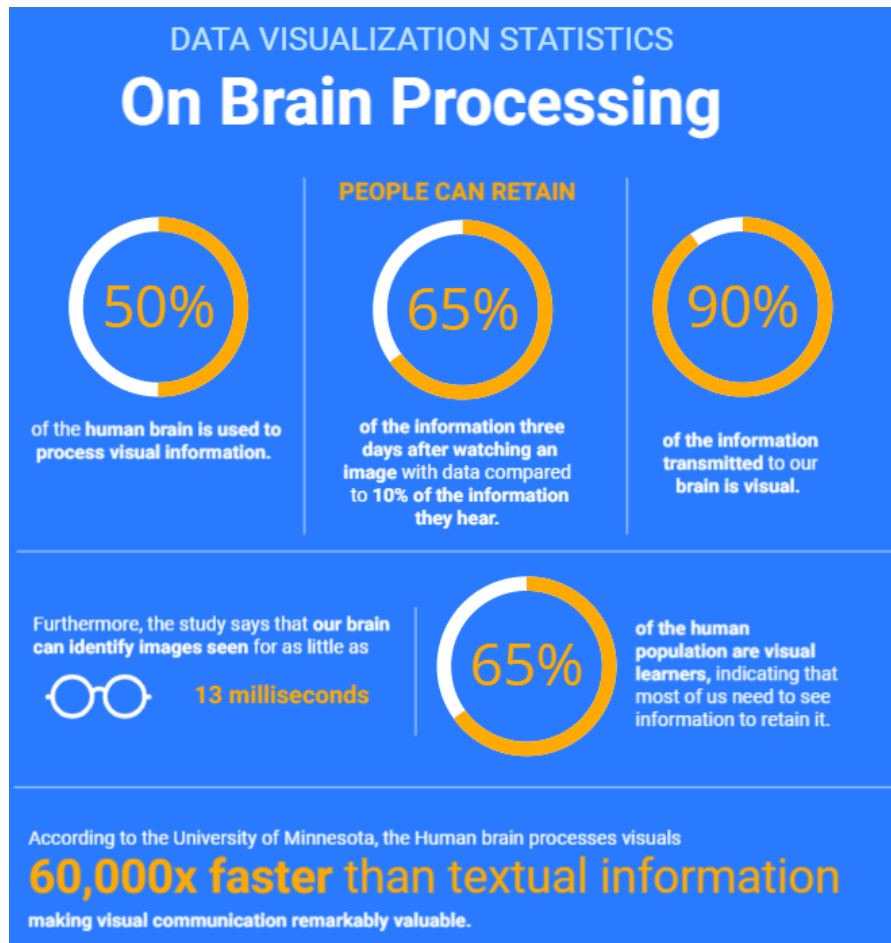 DATA VISUALIZATION STATISTICS
On Brain Processing
50%
of the human brain is used to
process visual information.
PEOPLE CAN RETAIN
65%
of the information three
days after watching an
image with data compared
to 10% of the information
they hear.
90%
of the information
transmitted to our
brain is visual.
Furthermore, the study says that our brain
can identify images seen for as little as
13 milliseconds
65%
of the human
population are visual
learners, indicating that
most of us need to see
information to retain it.
According to the University of Minnesota, the Human brain processes visuals
60,000x faster than textual information
making visual communication remarkably valuable.